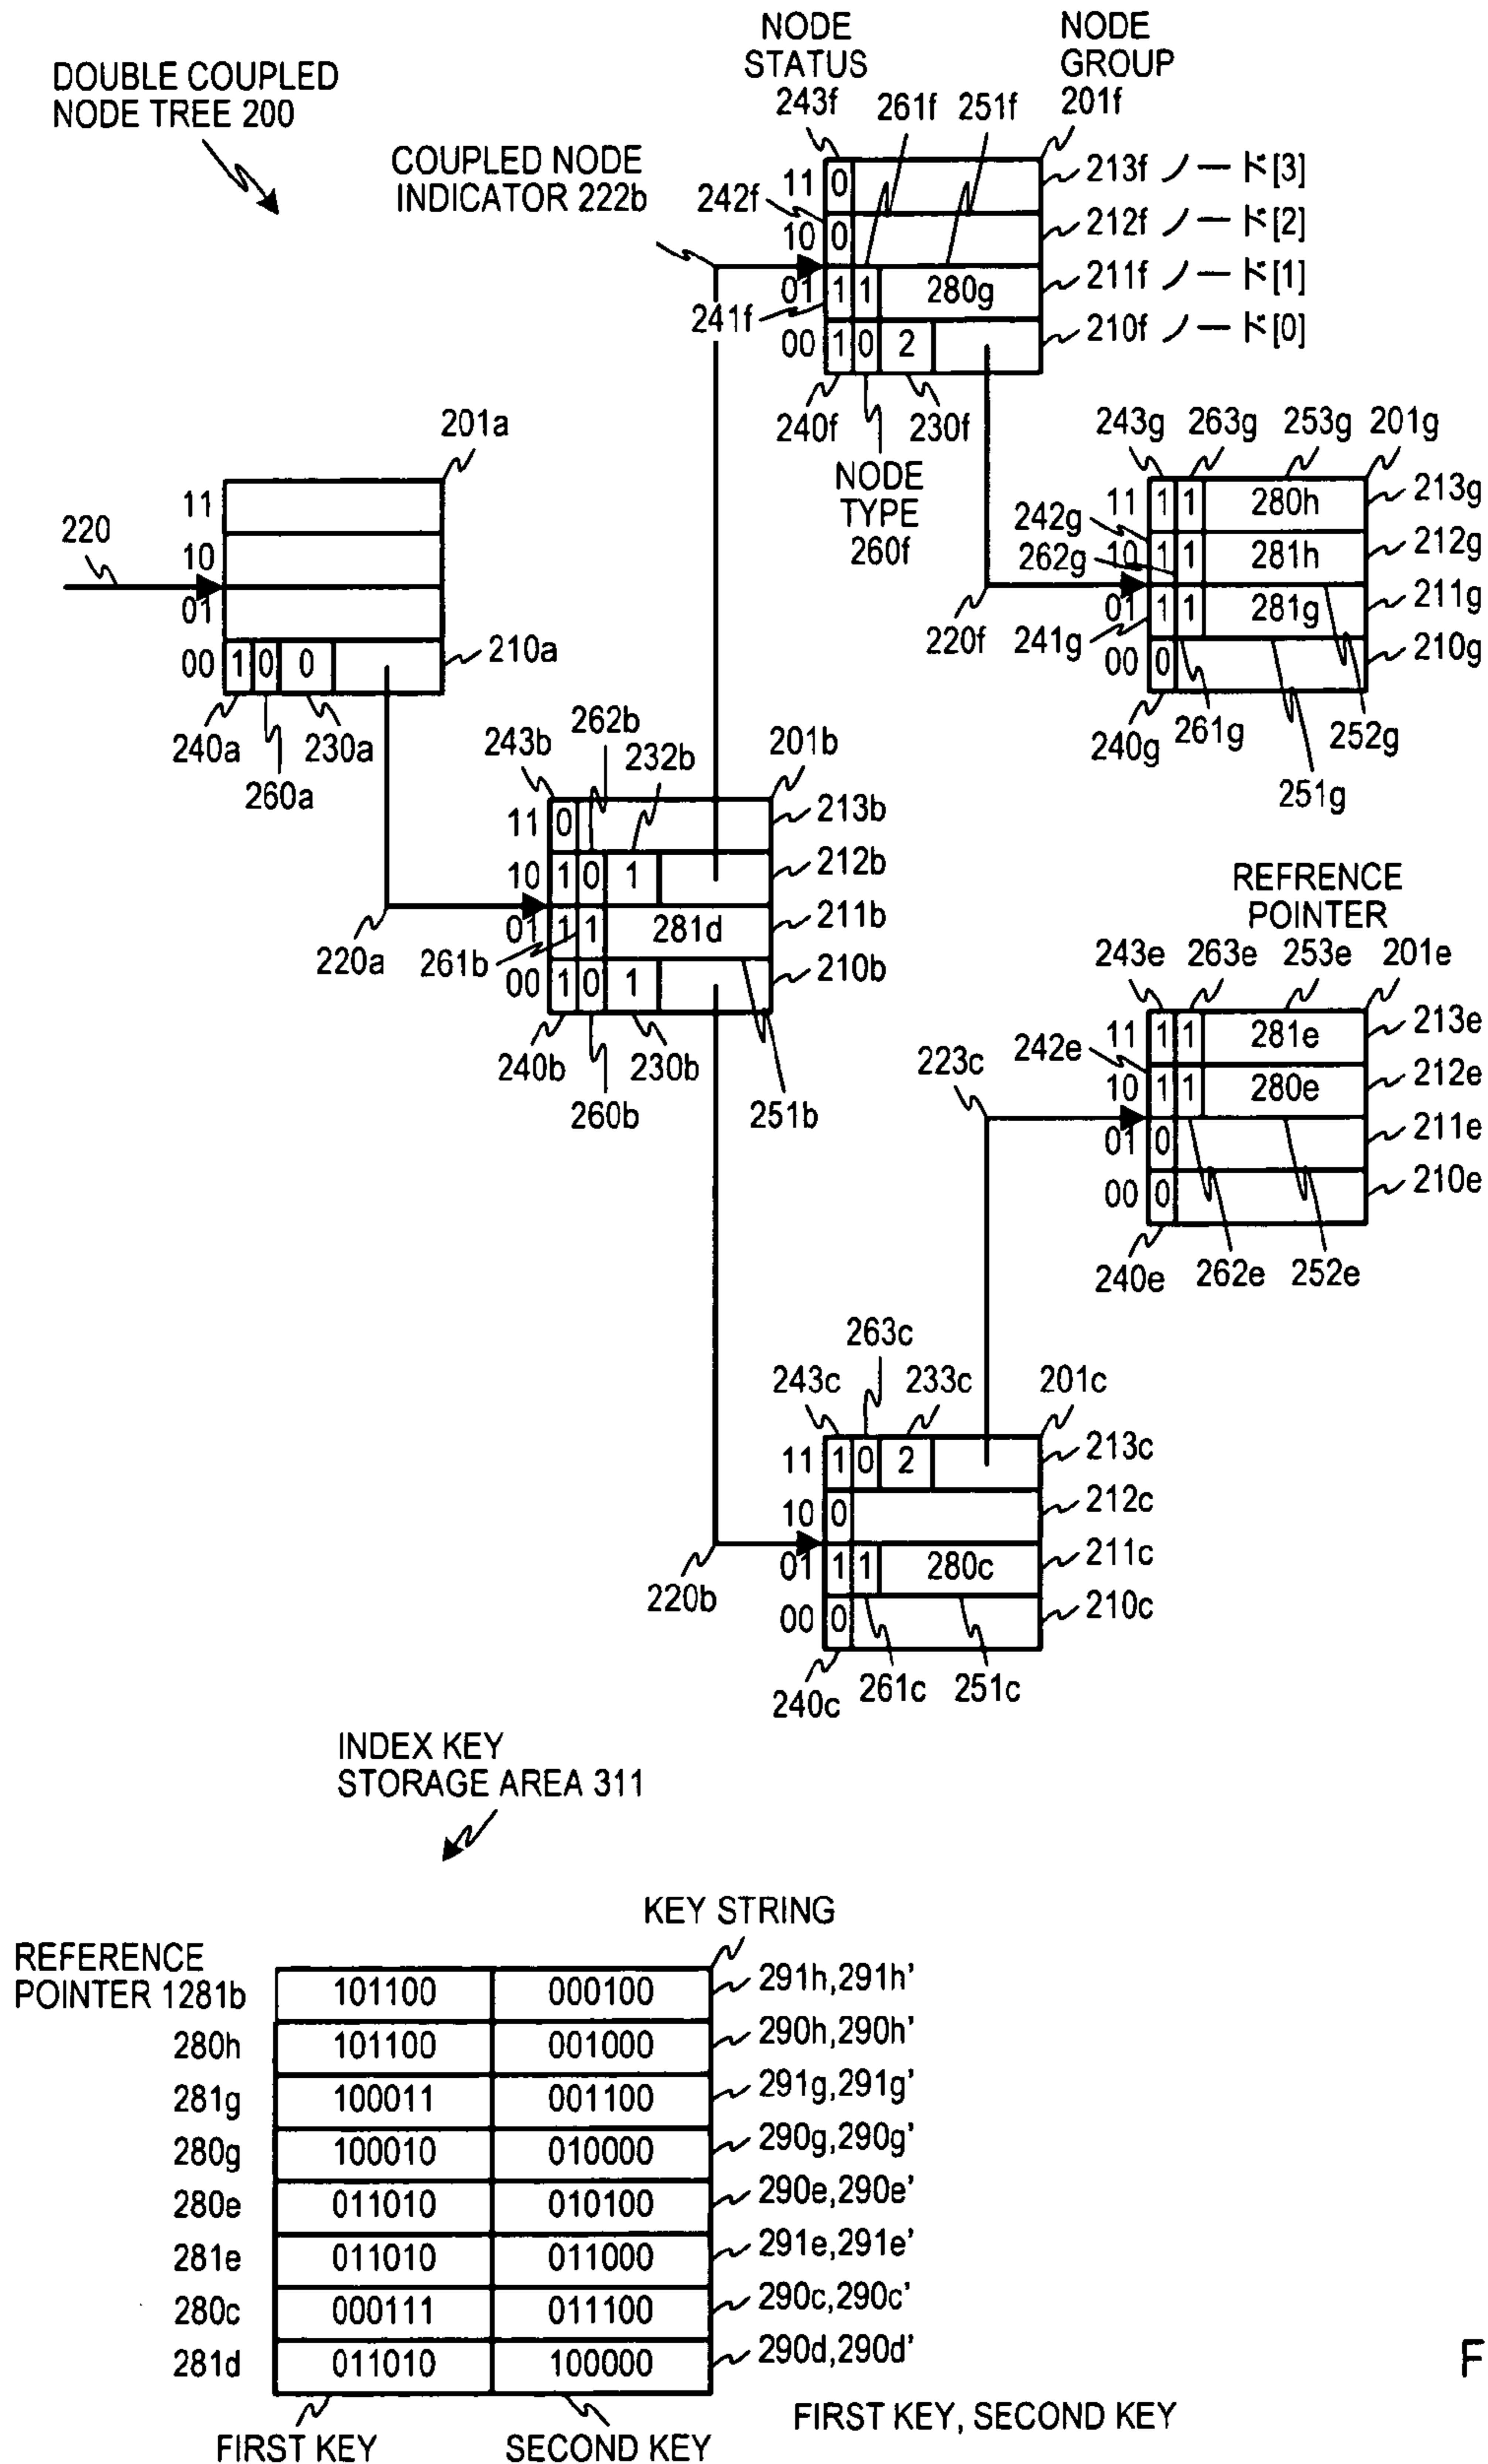 DOUBLE COUPLED
NODE TREE 200
NODE
STATUS
243f
NODE
GROUP
201f
261f
251f
COUPLED NODE
INDICATOR 222b
242f
11
0
213f ノード[3]
10
0
212f ノード[2]
01
1
1
280g
211f ノード[1]
241f
00
1
0
2
210f ノード[0]
240f
230f
NODE
TYPE
260f
201a
220
11
10
01
00
1
0
0
210a
240a
230a
260a
220a
243g
263g
253g
201g
11
1
1
280h
213g
242g
10
1
1
281h
212g
262g
01
1
1
281g
211g
241g
220f
00
0
210g
240g
261g
252g
251g
243b
262b
232b
201b
11
0
213b
10
1
0
1
212b
01
1
1
281d
211b
261b
00
1
0
1
210b
240b
230b
260b
251b
REFRENCE
POINTER
243e
263e
253e
201e
11
1
1
281e
213e
242e
10
1
1
280e
212e
01
0
211e
00
0
210e
240e
262e
252e
223c
263c
243c
233c
201c
11
1
0
2
213c
10
0
212c
01
1
1
280c
211c
00
0
210c
220b
240c
261c
251c
INDEX KEY
STORAGE AREA 311
KEY STRING
REFERENCE
POINTER 1281b
101100
000100
291h,291h'
280h
101100
001000
290h,290h'
281g
100011
001100
291g,291g'
280g
100010
010000
290g,290g'
280e
011010
010100
290e,290e'
281e
011010
011000
291e,291e'
280c
000111
011100
290c,290c'
281d
011010
100000
290d,290d'
FIRST KEY
SECOND KEY
FIRST KEY, SECOND KEY
F